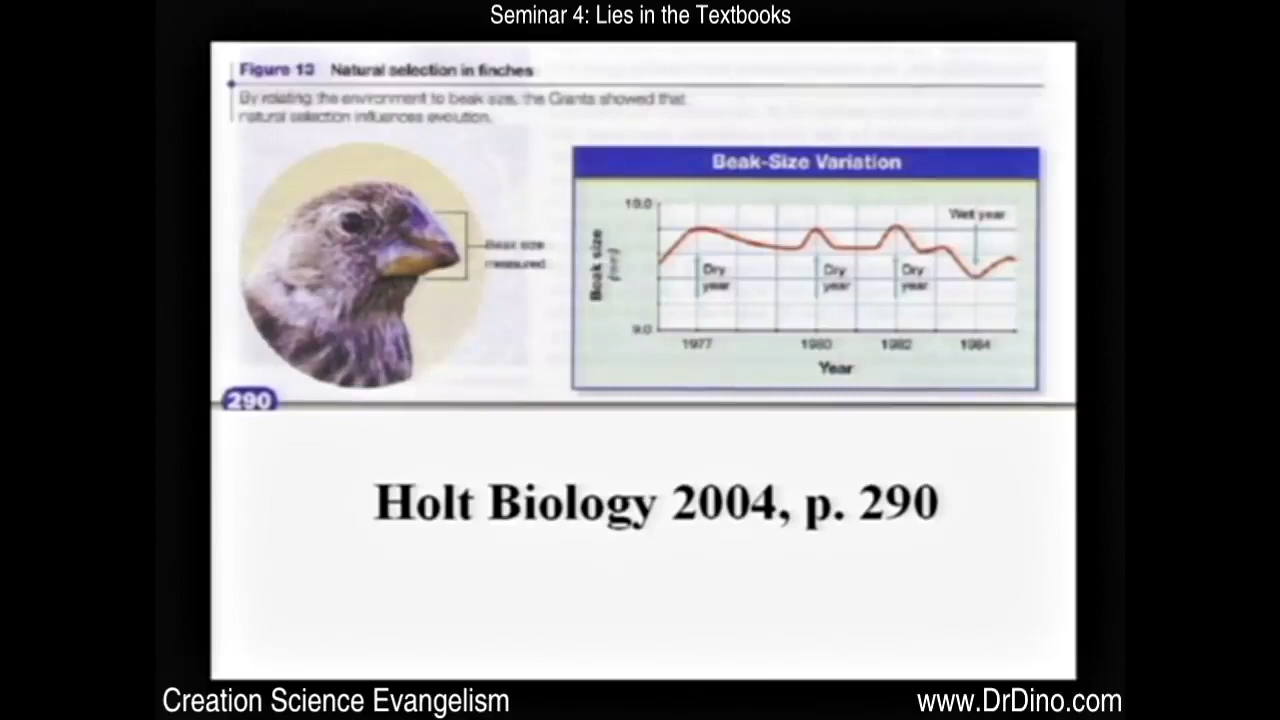 Seminar 4: Lies in the Textbooks
Figure 13 Natural selection in finches
By relating the environment to beak size, the Grants showed that
natural selection influences evolution.
Beak-Size Variation
10.0
Wet year
Beak size
measured
Beak size
(mm)
Dry
year
Dry
year
Dry
year
9.0
1977
1980
1982
1984
Year
290
Holt Biology 2004, p. 290
Creation Science Evangelism
www.DrDino.com